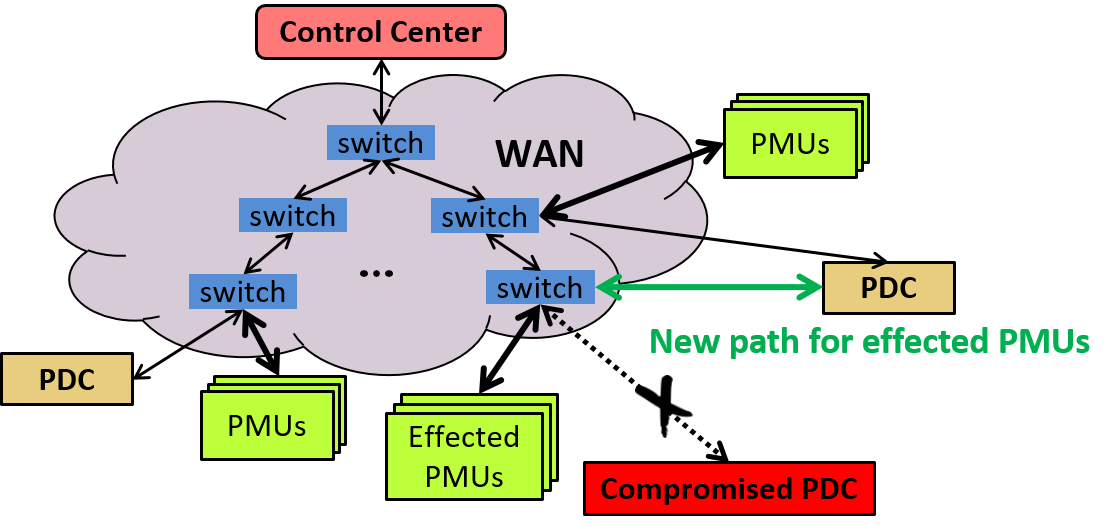 Control Center
switch
WAN
PMUs
switch
switch
...
switch
switch
PDC
New path for effected PMUs
PDC
PMUs
Effected
PMUs
Compromised PDC